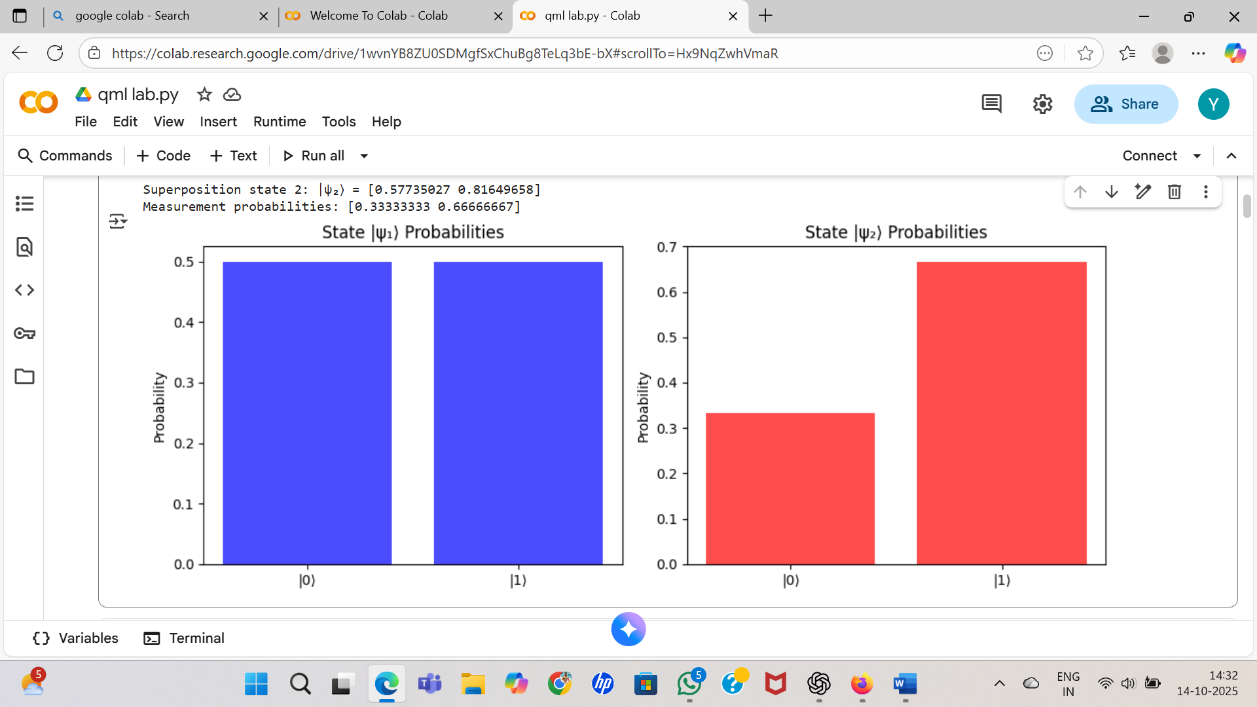 google colab - Search
Welcome To Colab - Colab
qml lab.py - Colab
https://colab.research.google.com/drive/1wvnYB8ZU0SDMgfSxChuBg8TeLq3bE-bX#scrollTo=Hx9NqZwhVmaR
qml lab.py
File Edit View Insert Runtime Tools Help
Share
Y
Commands + Code + Text Run all
Connect
Superposition state 2: |ψ₂⟩ = [0.57735027 0.81649658]
Measurement probabilities: [0.33333333 0.66666667]
State |ψ₁⟩ Probabilities
Probability
0.5
0.4
0.3
0.2
0.1
0.0
|0⟩ |1⟩
State |ψ₂⟩ Probabilities
Probability
0.7
0.6
0.5
0.4
0.3
0.2
0.1
0.0
|0⟩ |1⟩
{} Variables Terminal
5
hp
5
ENG
IN
14:32
14-10-2025